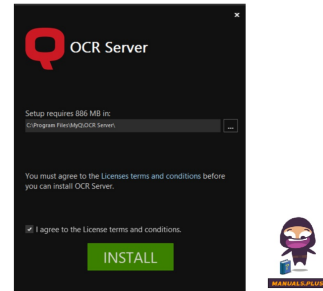 ×
OCR Server
Setup requires 886 MB in:
C:\Program Files\MyQ\OCR Server\
...
You must agree to the Licenses terms and conditions before
you can install OCR Server.
I agree to the License terms and conditions.
INSTALL
MANUALS.PLUS